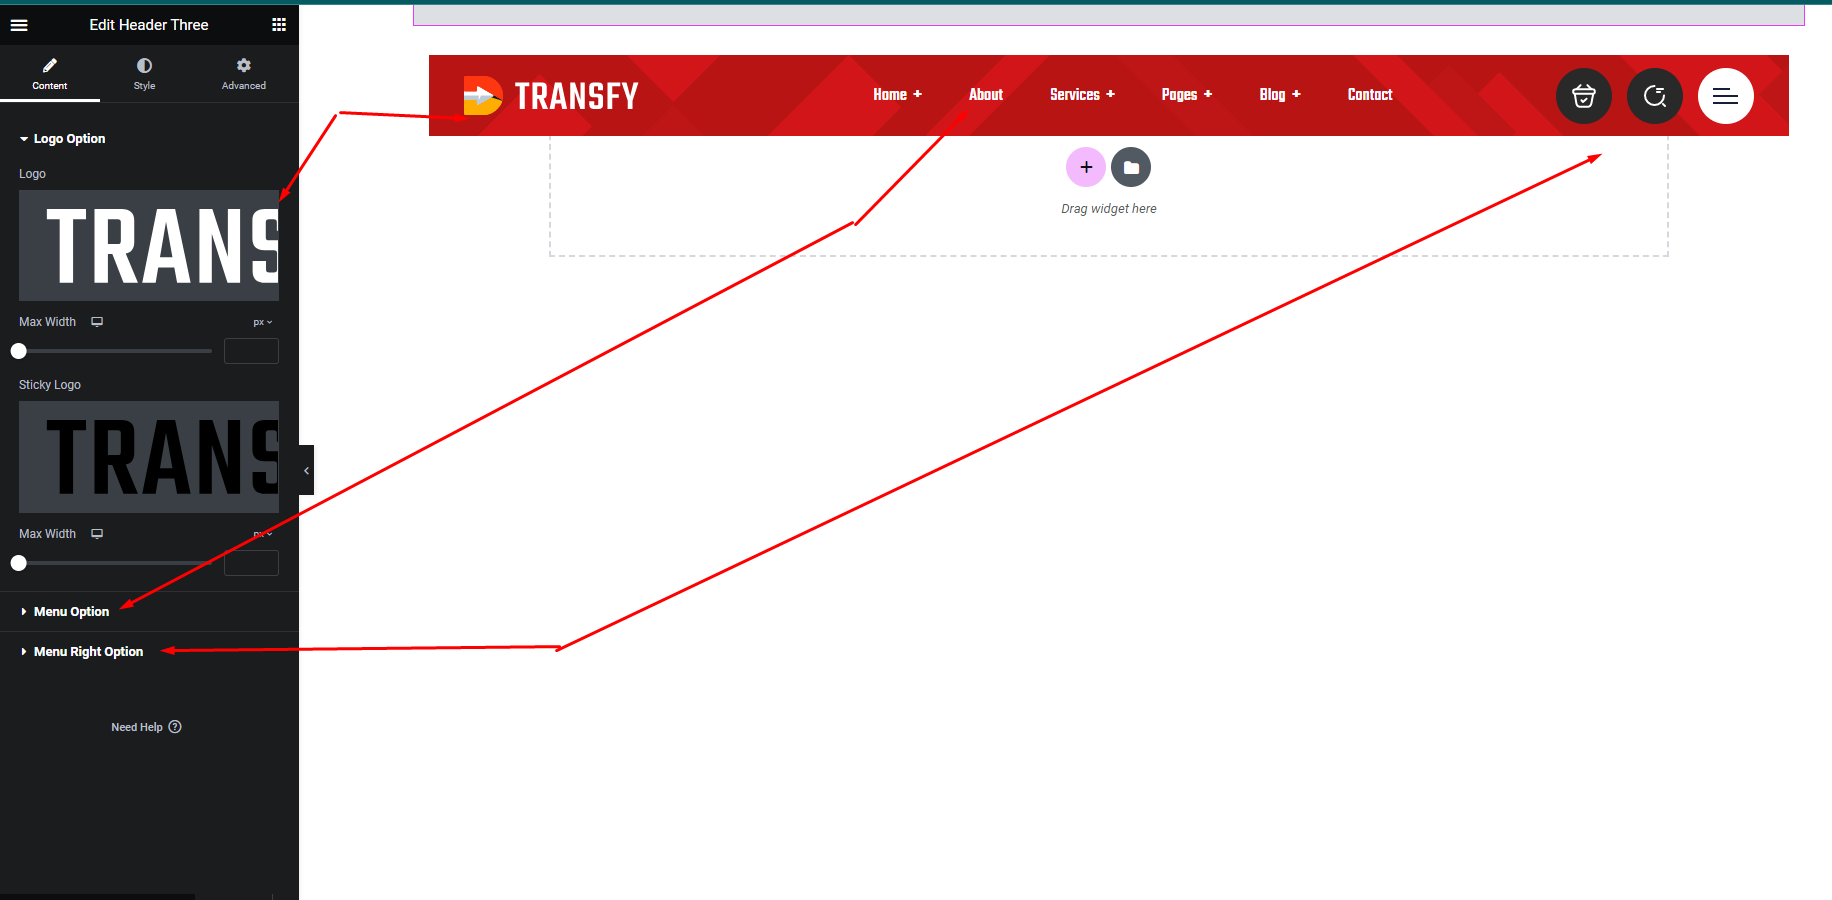 Edit Header Three
Content
Style
Advanced
Logo Option
Logo
TRANS
Max Width
px
Sticky Logo
TRANS
Max Width
px
Menu Option
Menu Right Option
Need Help ?
TRANSFY
Home +
About
Services +
Pages +
Blog +
Contact
+
Drag widget here